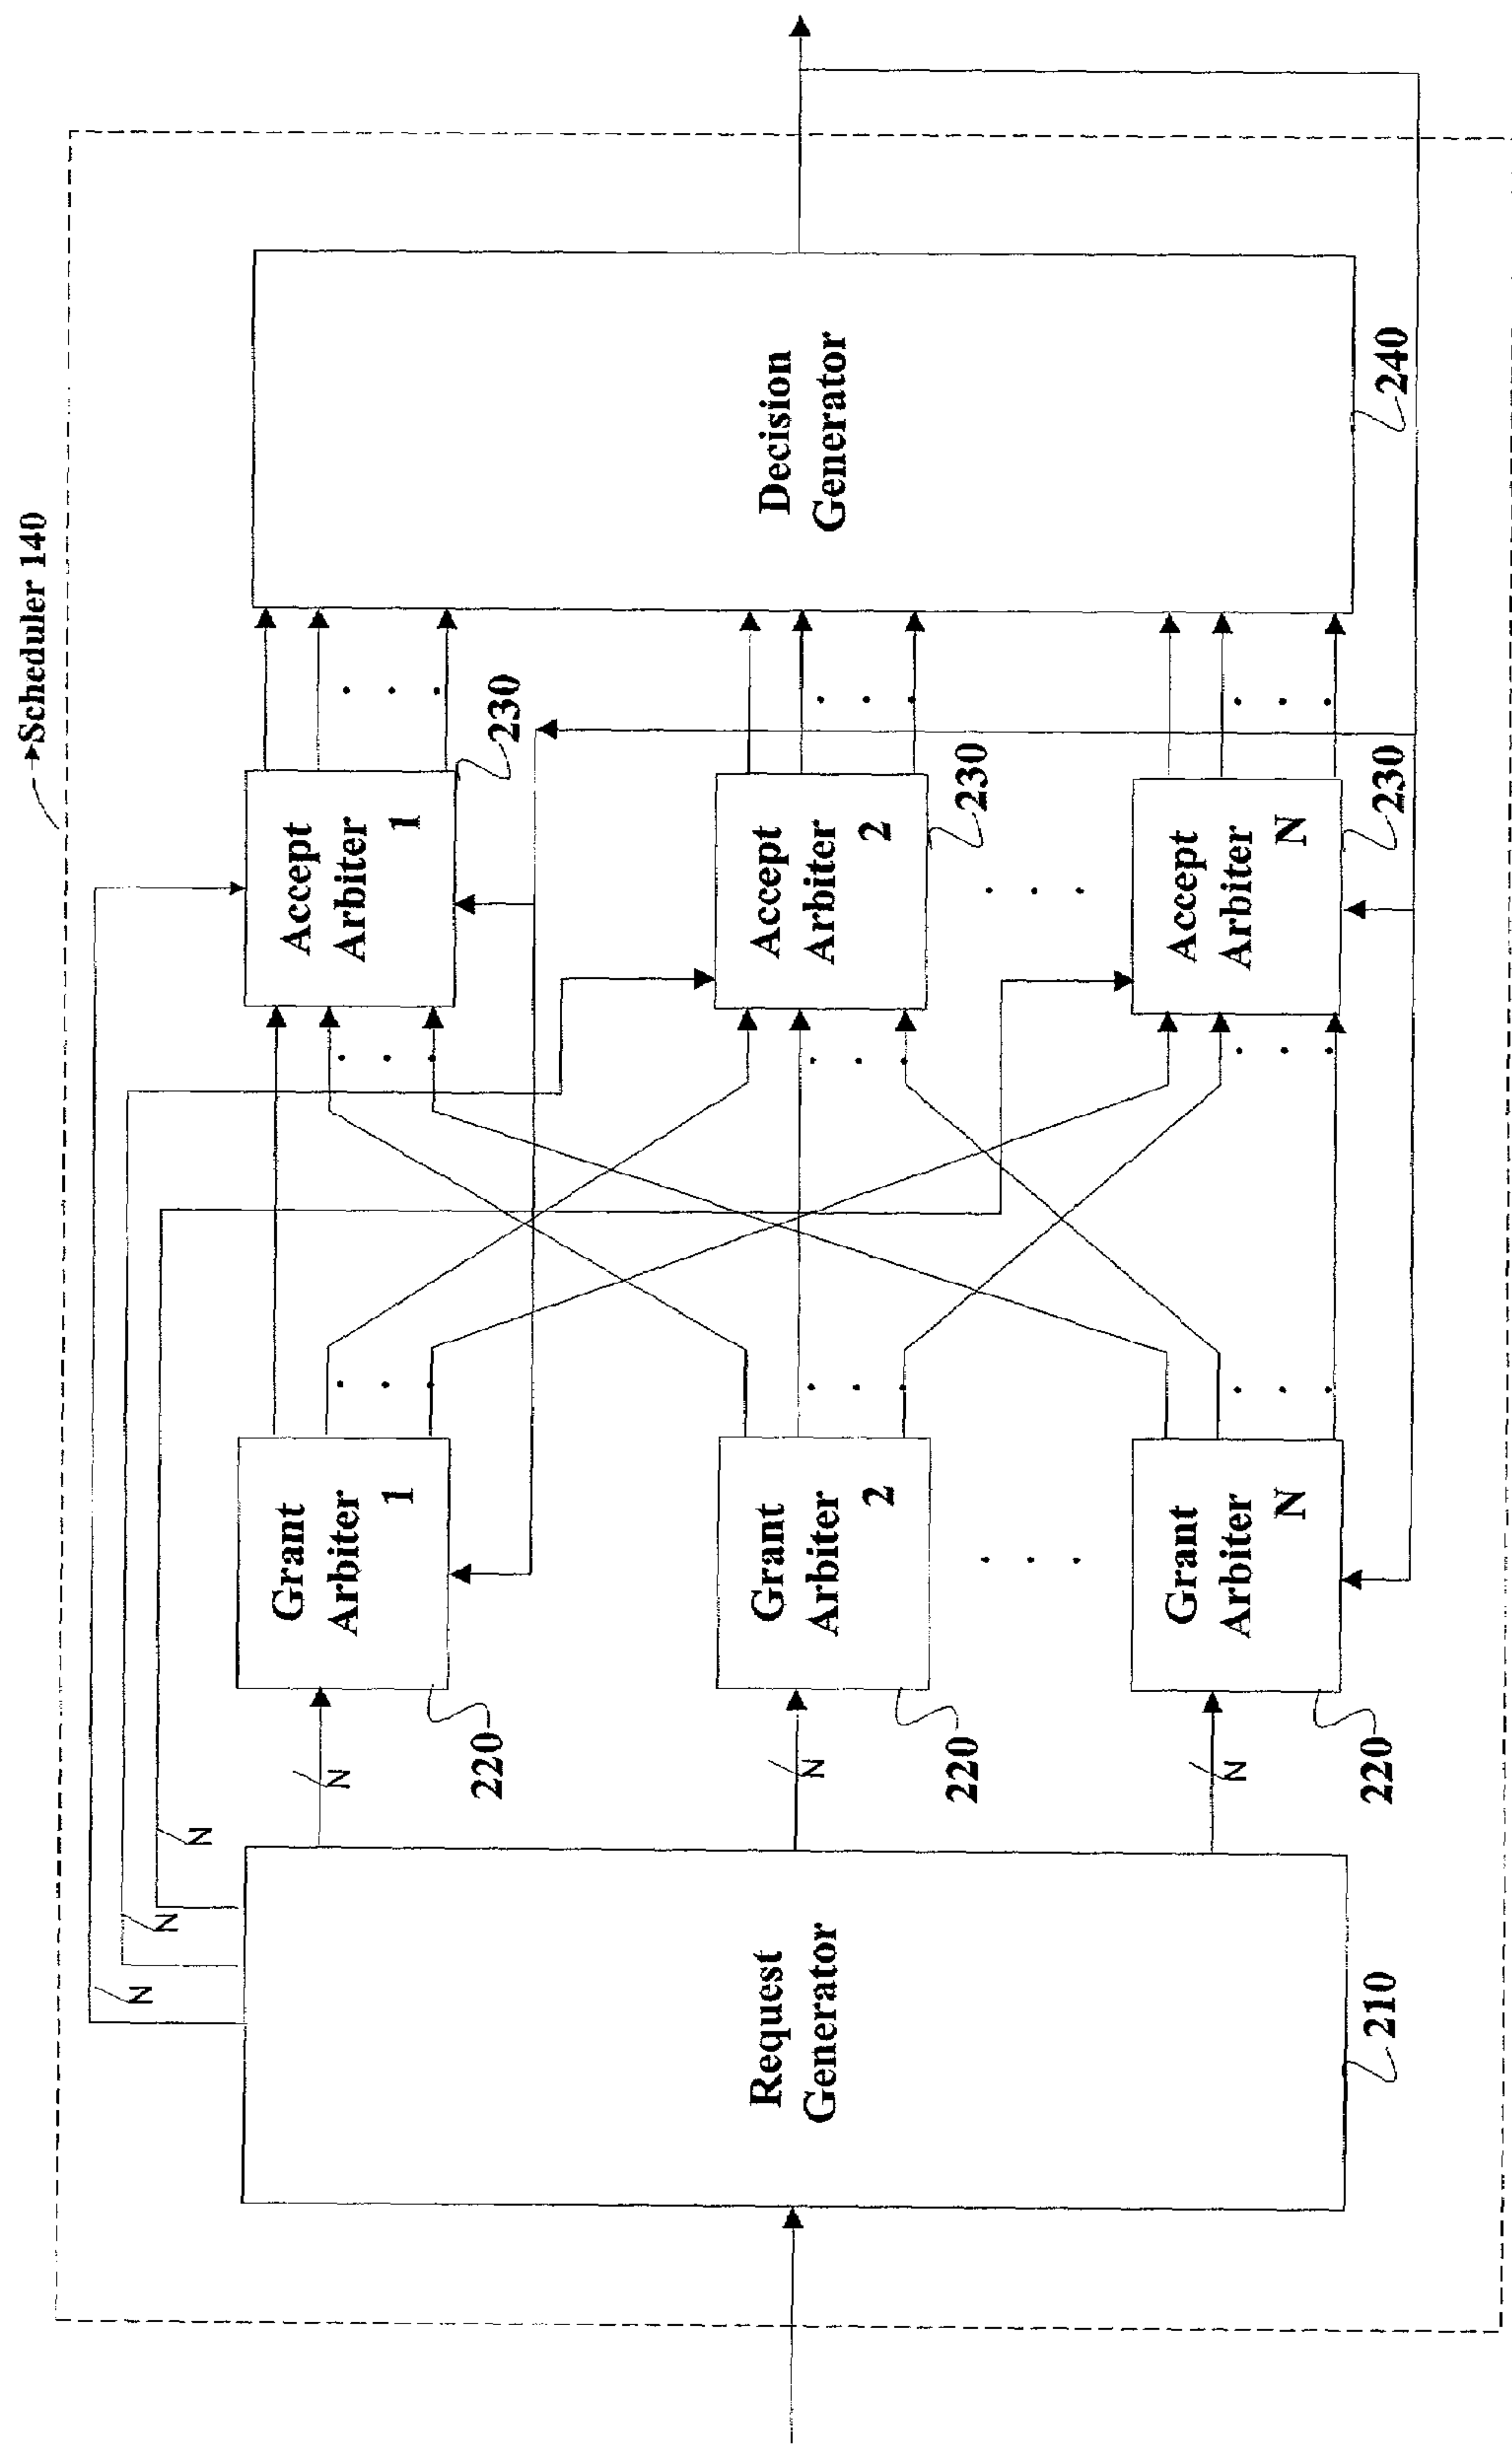 Scheduler 140
Request
Generator
210
N
N
N
N
N
N
Grant
Arbiter
1
220
Grant
Arbiter
2
220
Grant
Arbiter
N
220
Accept
Arbiter
1
230
Accept
Arbiter
2
230
Accept
Arbiter
N
230
Decision
Generator
240